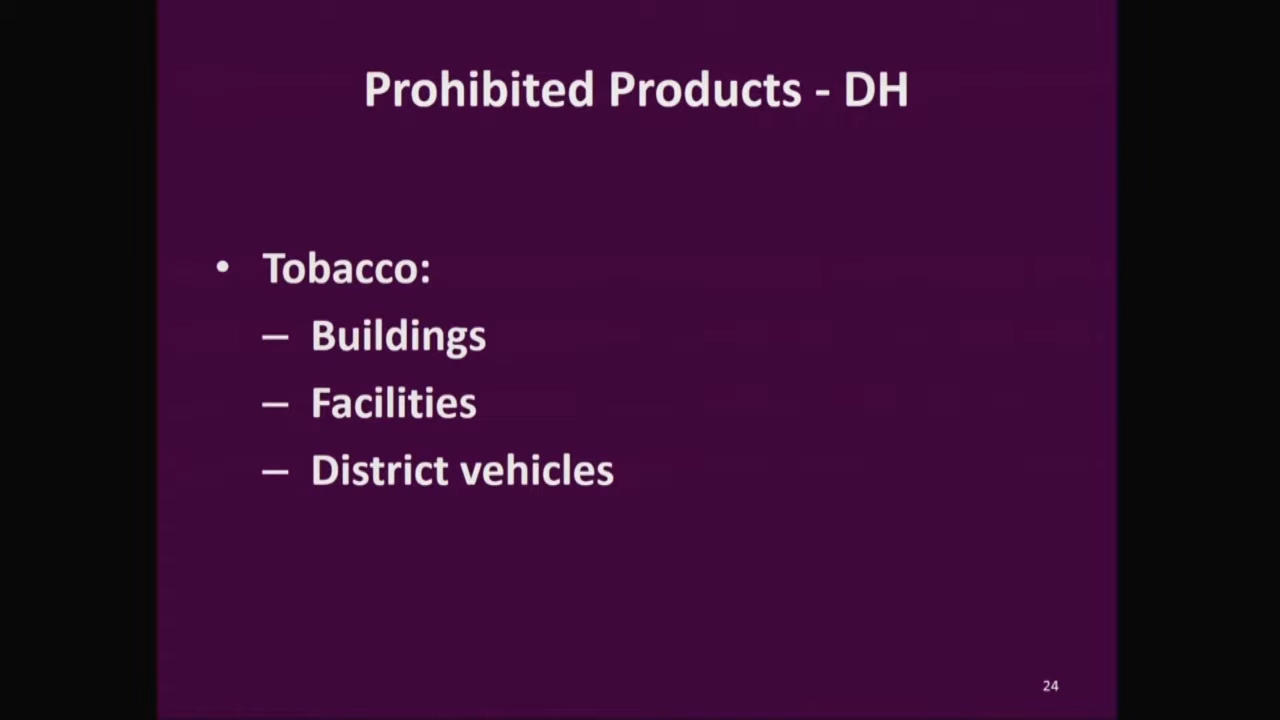 Prohibited Products - DH
• Tobacco:
– Buildings
– Facilities
– District vehicles
24